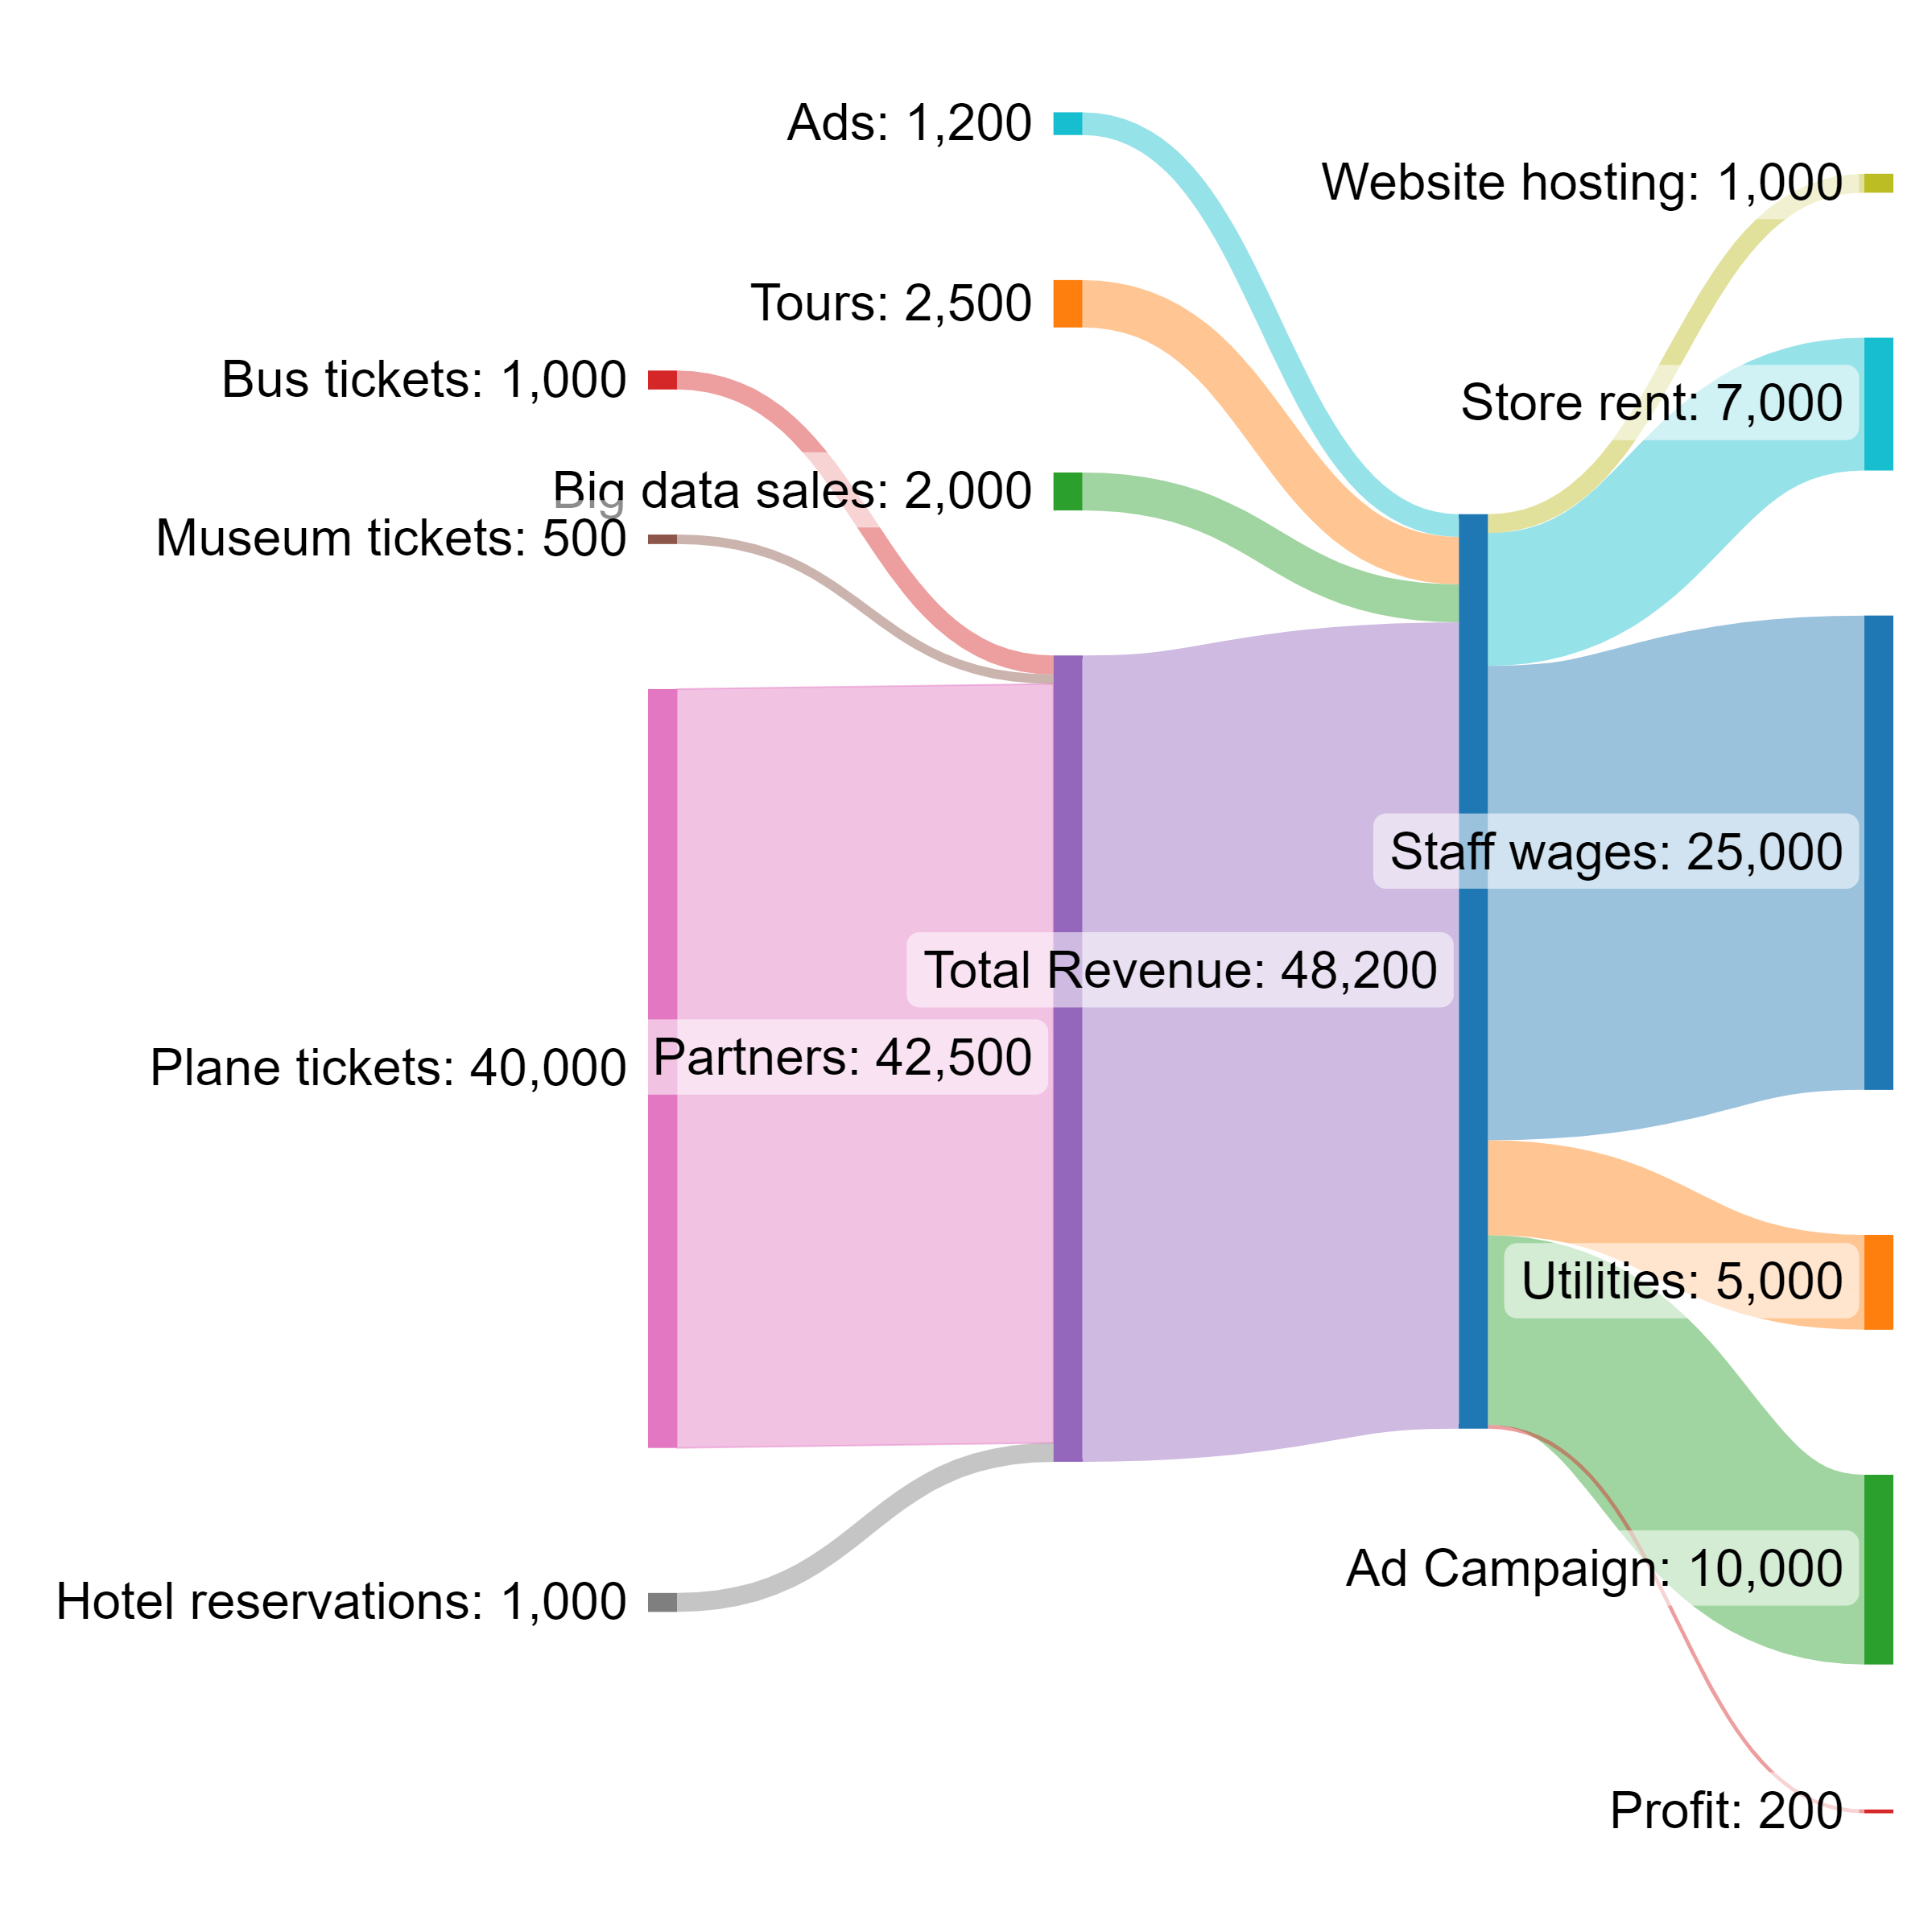 Ads: 1,200
Website hosting: 1,000
Tours: 2,500
Bus tickets: 1,000
Store rent: 7,000
Big data sales: 2,000
Museum tickets: 500
Staff wages: 25,000
Total Revenue: 48,200
Partners: 42,500
Plane tickets: 40,000
Utilities: 5,000
Ad Campaign: 10,000
Hotel reservations: 1,000
Profit: 200